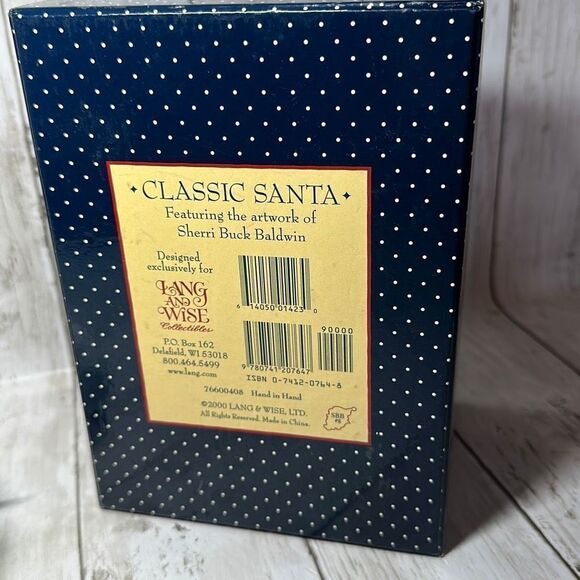 CLASSIC SANTA
Featuring the artwork of
Sherri Buck Baldwin
Designed
exclusively for
LANG
AND
WISE
Collectibles
P.O. Box 162
Delafield, WI 53018
800.464.5499
www.lang.com
6 14050 01423 0
90000
9 780741 207647
ISBN 0-7412-0764-8
76600408 Hand in Hand
©2000 LANG & WISE, LTD.
All Rights Reserved. Made in China.
SBB
#8